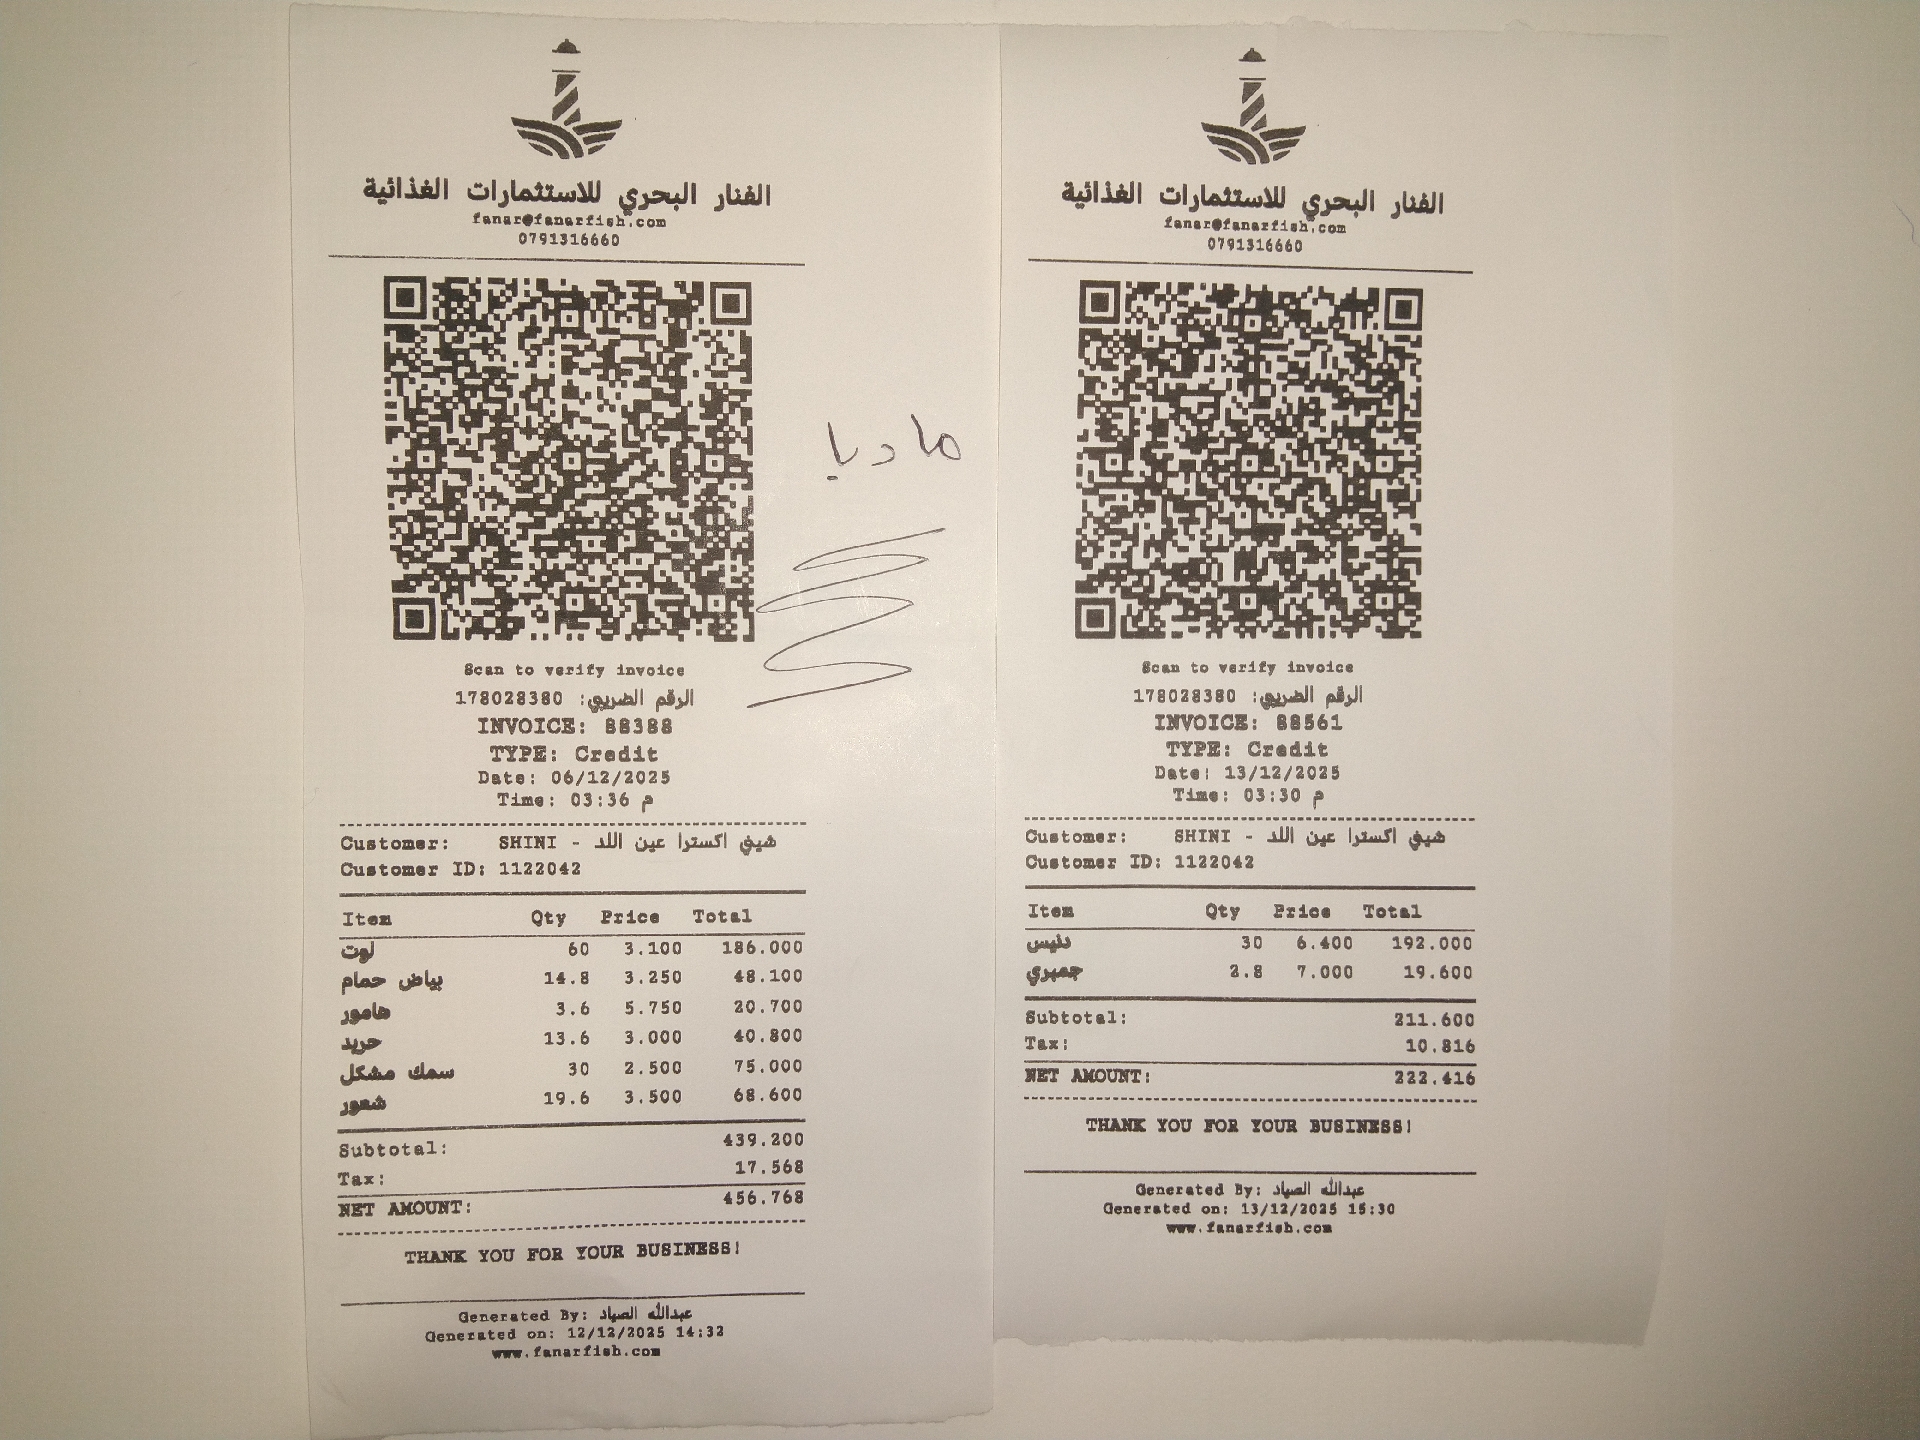 الفنار البحري للاستثمارات الغذائية
fanar@fanarfish.com
0791316660
Scan to verify invoice
الرقم الضريبي: 178028380
INVOICE: 88388
TYPE: Credit
Date: 06/12/2025
Time: 03:36 م
Customer: SHINI - شيني اكسترا عين اللد
Customer ID: 1122042
Item Qty Price Total
لوت 60 3.100 186.000
بياض حمام 14.8 3.250 48.100
هامور 3.6 5.750 20.700
حريد 13.6 3.000 40.800
سمك مشكل 30 2.500 75.000
شعور 19.6 3.500 68.600
Subtotal: 439.200
Tax: 17.568
NET AMOUNT: 456.768
THANK YOU FOR YOUR BUSINESS!
Generated By: عبدالله الصياد
Generated on: 12/12/2025 14:32
www.fanarfish.com
مادبا
الفنار البحري للاستثمارات الغذائية
fanar@fanarfish.com
0791316660
Scan to verify invoice
الرقم الضريبي: 178028380
INVOICE: 88561
TYPE: Credit
Date: 13/12/2025
Time: 03:30 م
Customer: SHINI - شيني اكسترا عين اللد
Customer ID: 1122042
Item Qty Price Total
دنيس 30 6.400 192.000
جمبري 2.8 7.000 19.600
Subtotal: 211.600
Tax: 10.816
NET AMOUNT: 222.416
THANK YOU FOR YOUR BUSINESS!
Generated By: عبدالله الصياد
Generated on: 13/12/2025 15:30
www.fanarfish.com